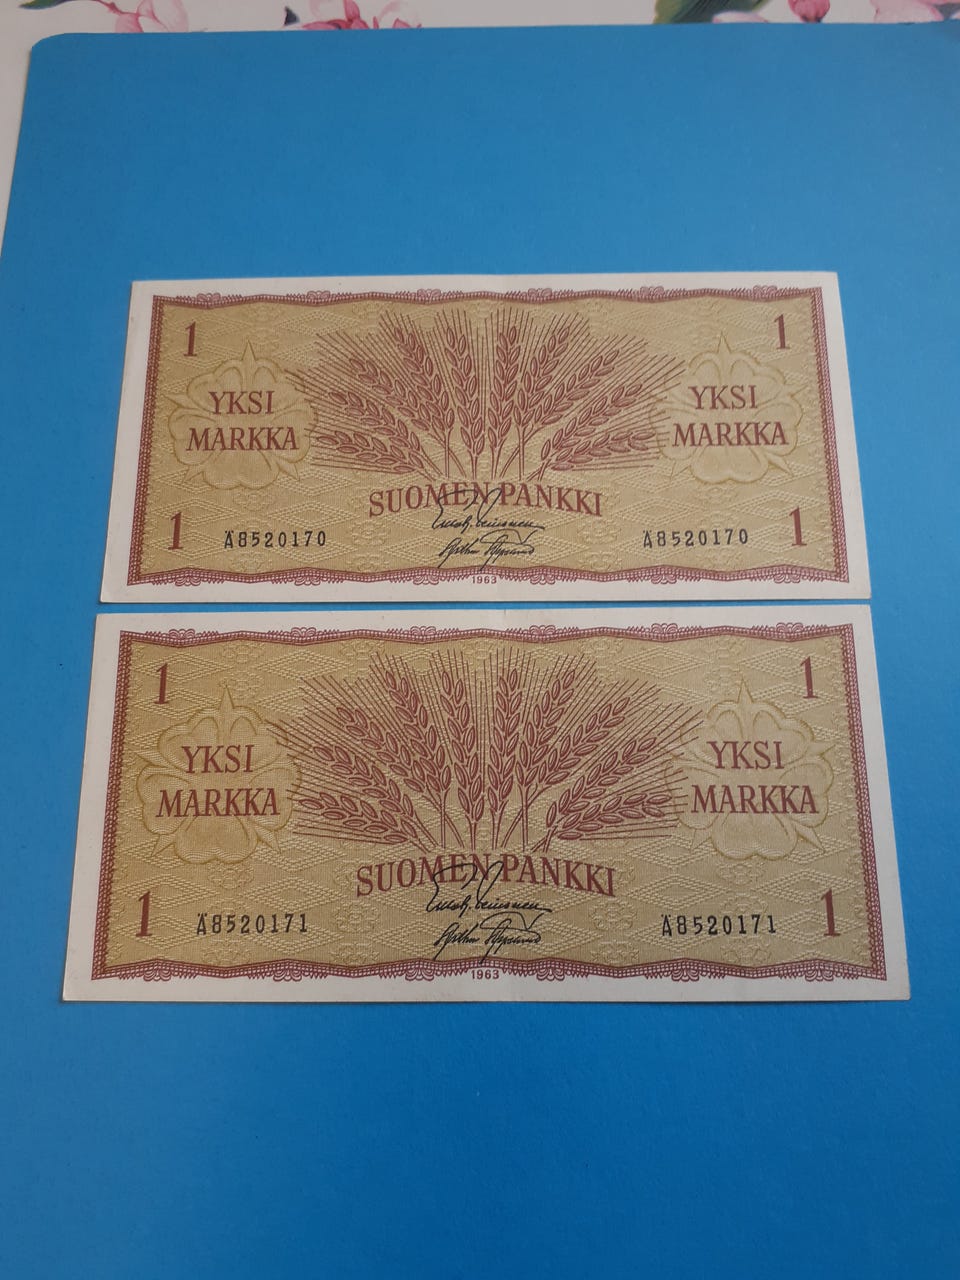 1 1
YKSI YKSI
MARKKA MARKKA
SUOMEN PANKKI
1 Ä8520170 Ä8520170 1
1963
1 1
YKSI YKSI
MARKKA MARKKA
SUOMEN PANKKI
1 Ä8520171 Ä8520171 1
1963